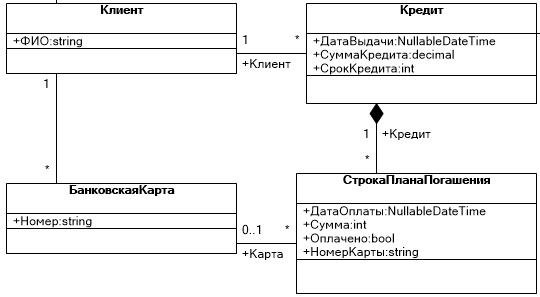 Клиент
+ФИО:string
Кредит
+ДатаВыдачи:NullableDateTime
+СуммаКредита:decimal
+СрокКредита:int
1
*
+Клиент
1
*
1
+Кредит
*
БанковскаяКарта
+Номер:string
СтрокаПланаПогашения
+ДатаОплаты:NullableDateTime
+Сумма:int
+Оплачено:bool
+НомерКарты:string
0..1
*
+Карта